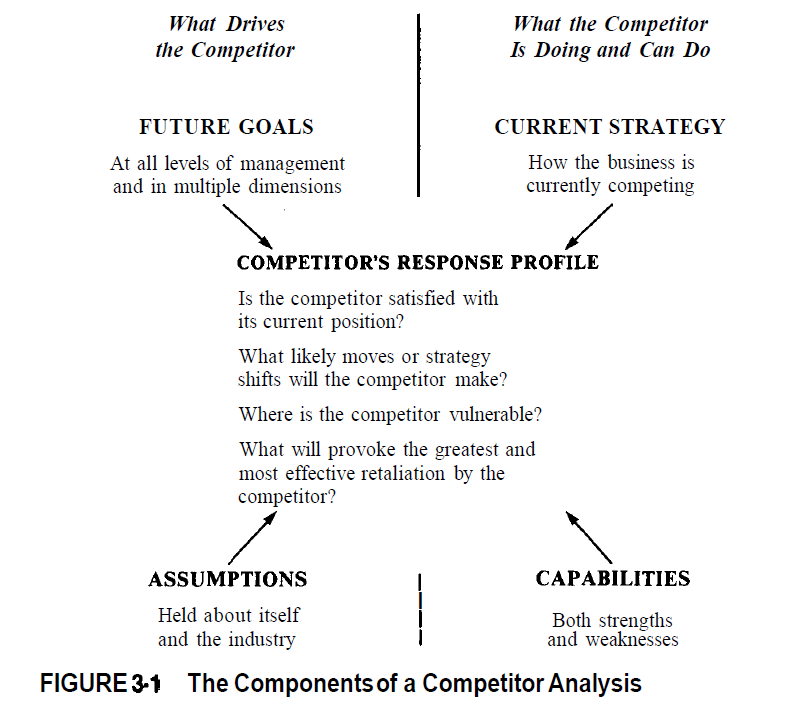 What Drives
the Competitor
What the Competitor
Is Doing and Can Do
FUTURE GOALS
At all levels of management
and in multiple dimensions
CURRENT STRATEGY
How the business is
currently competing
COMPETITOR'S RESPONSE PROFILE
Is the competitor satisfied with
its current position?
What likely moves or strategy
shifts will the competitor make?
Where is the competitor vulnerable?
What will provoke the greatest and
most effective retaliation by the
competitor?
ASSUMPTIONS
Held about itself
and the industry
CAPABILITIES
Both strengths
and weaknesses
FIGURE 3-1 The Components of a Competitor Analysis